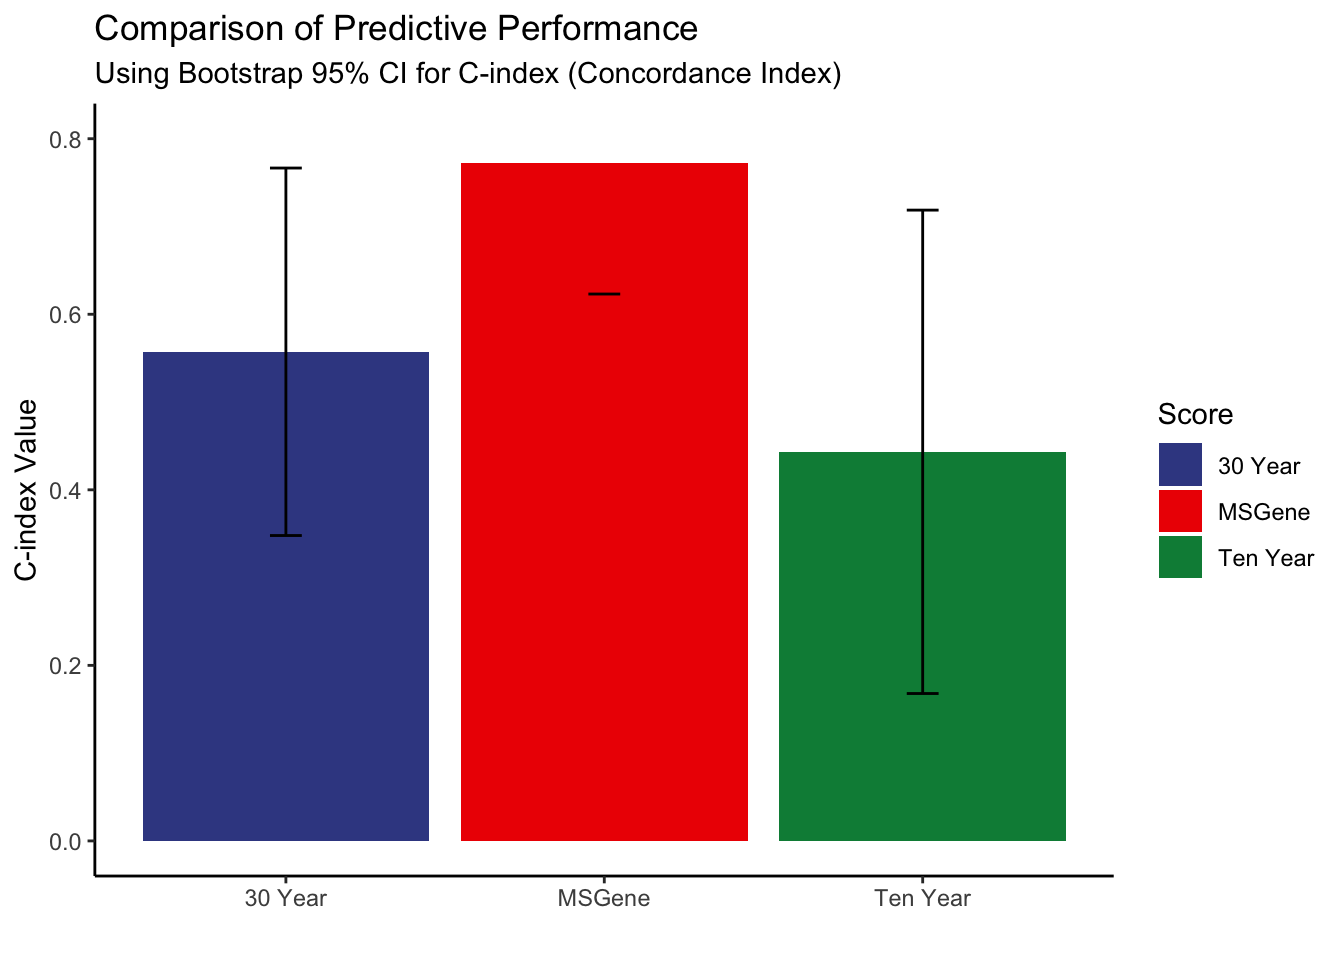 Comparison of Predictive Performance
Using Bootstrap 95% CI for C-index (Concordance Index)
C-index Value
0.8
0.6
0.4
0.2
0.0
30 Year
MSGene
Ten Year
Score
30 Year
MSGene
Ten Year